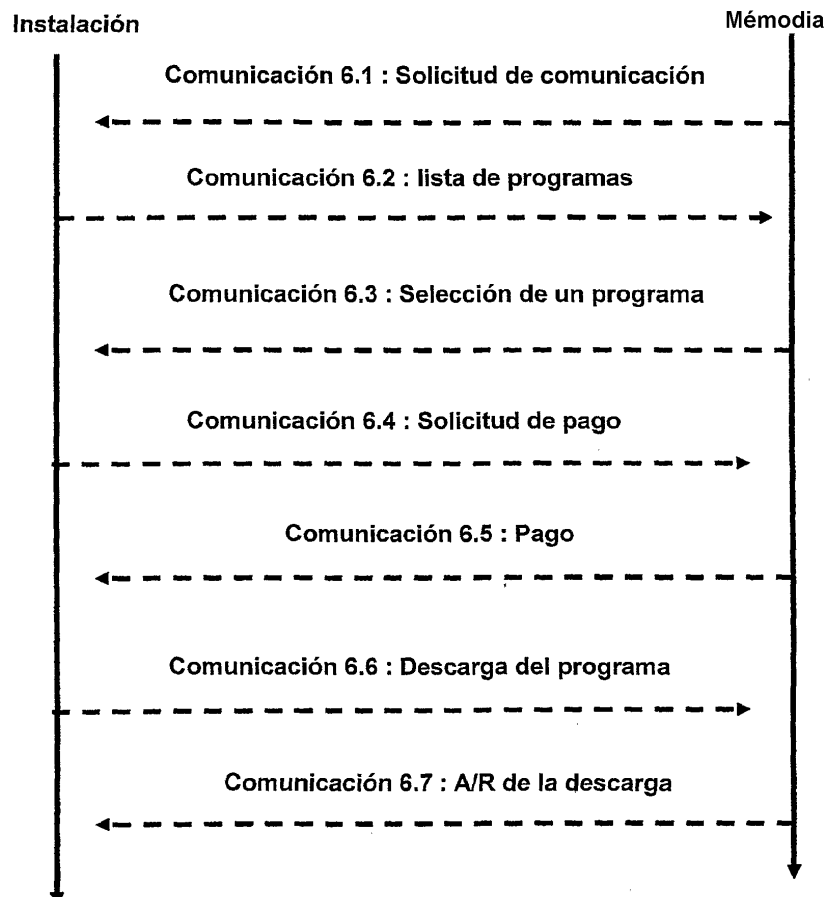 Instalación
Mémodia
Comunicación 6.1 : Solicitud de comunicación
Comunicación 6.2 : lista de programas
Comunicación 6.3 : Selección de un programa
Comunicación 6.4 : Solicitud de pago
Comunicación 6.5 : Pago
Comunicación 6.6 : Descarga del programa
Comunicación 6.7 : A/R de la descarga